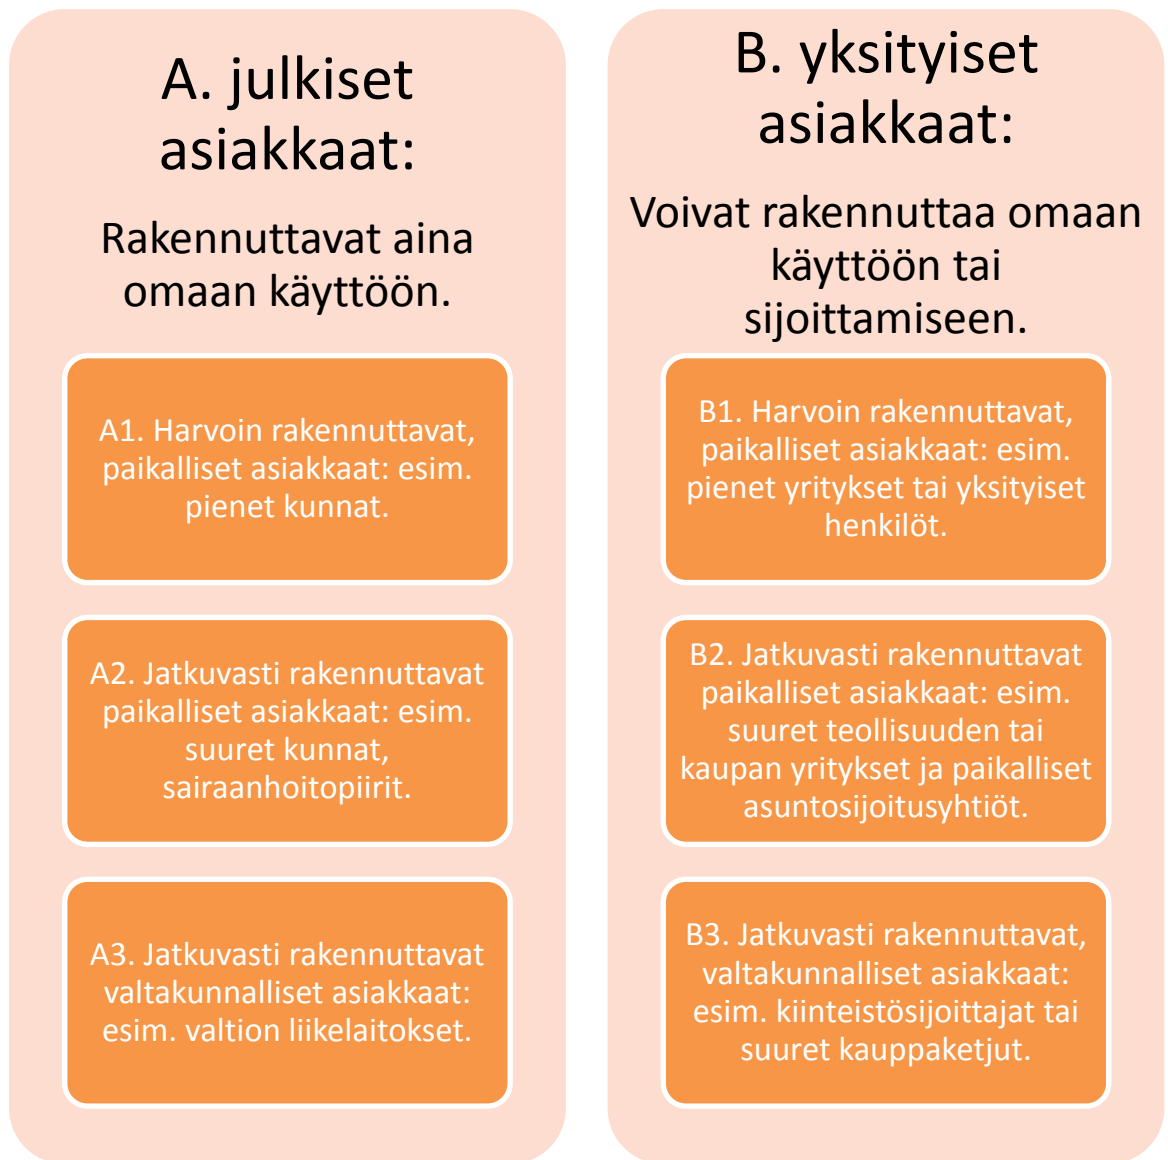 A. julkiset
asiakkaat:
Rakennuttavat aina
omaan käyttöön.
A1. Harvoin rakennuttavat,
paikalliset asiakkaat: esim.
pienet kunnat.
A2. Jatkuvasti rakennuttavat
paikalliset asiakkaat: esim.
suuret kunnat,
sairaanhoitopiirit.
A3. Jatkuvasti rakennuttavat
valtakunnalliset asiakkaat:
esim. valtion liikelaitokset.
B. yksityiset
asiakkaat:
Voivat rakennuttaa omaan
käyttöön tai
sijoittamiseen.
B1. Harvoin rakennuttavat,
paikalliset asiakkaat: esim.
pienet yritykset tai yksityiset
henkilöt.
B2. Jatkuvasti rakennuttavat
paikalliset asiakkaat: esim.
suuret teollisuuden tai
kaupan yritykset ja paikalliset
asuntosijoitusyhtiöt.
B3. Jatkuvasti rakennuttavat,
valtakunnalliset asiakkaat:
esim. kiinteistösijoittajat tai
suuret kauppaketjut.